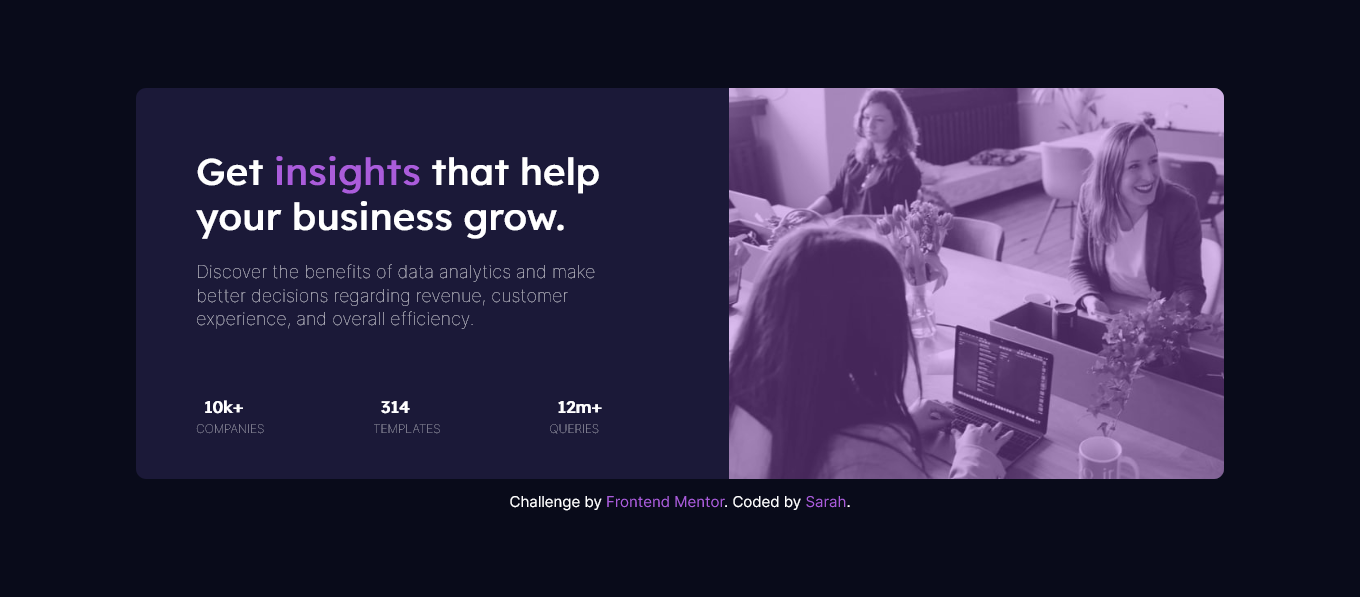 Get insights that help
your business grow.
Discover the benefits of data analytics and make
better decisions regarding revenue, customer
experience, and overall efficiency.
10k+ 314 12m+
COMPANIES TEMPLATES QUERIES
Challenge by Frontend Mentor. Coded by Sarah.